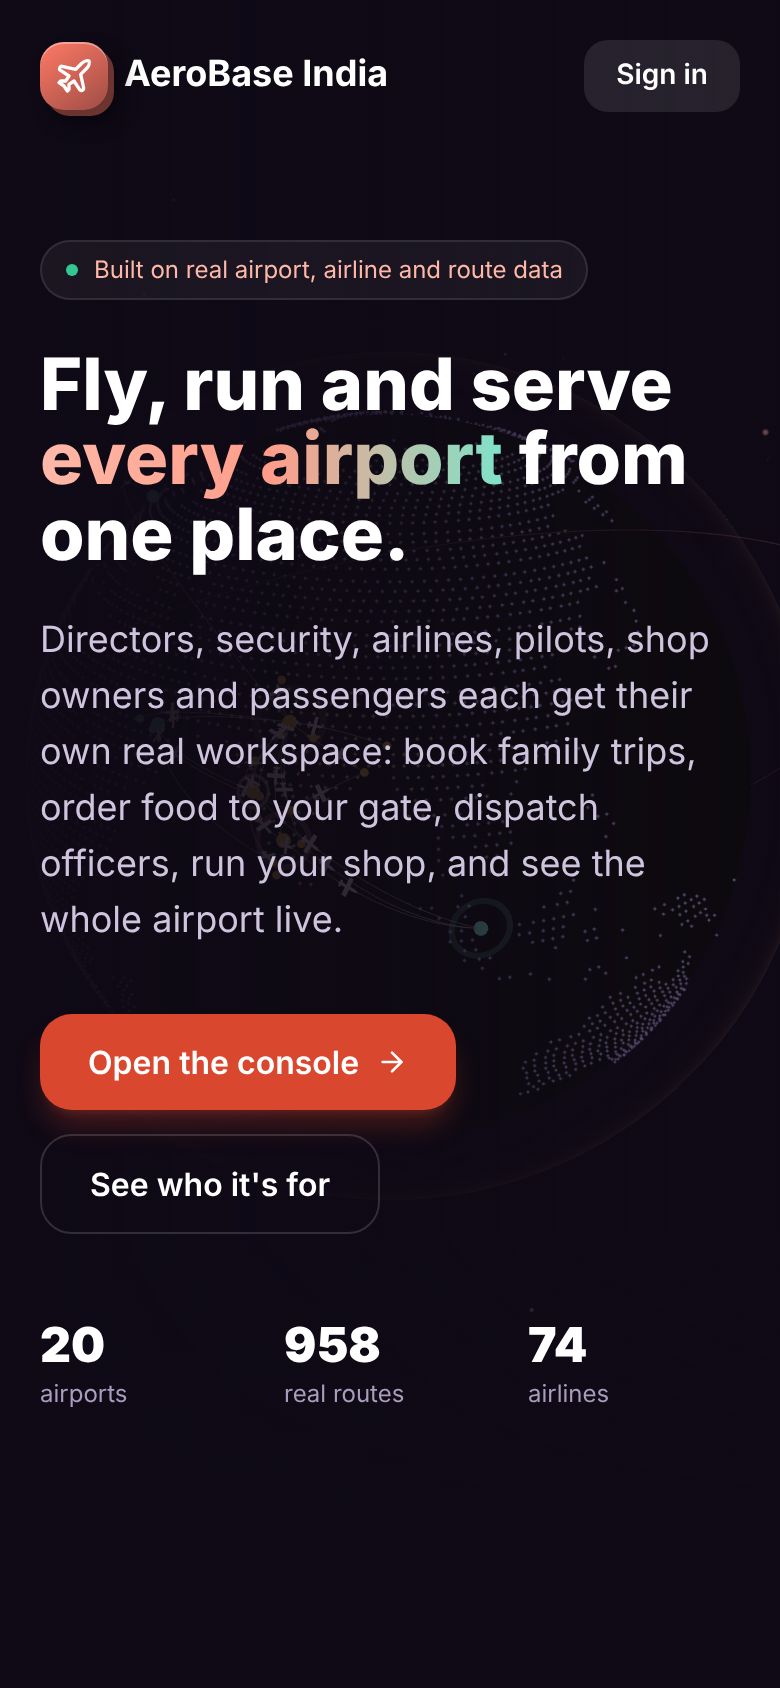 AeroBase India
Sign in
Built on real airport, airline and route data
Fly, run and serve
every airport from
one place.
Directors, security, airlines, pilots, shop
owners and passengers each get their
own real workspace: book family trips,
order food to your gate, dispatch
officers, run your shop, and see the
whole airport live.
Open the console →
See who it's for
20 958 74
airports real routes airlines